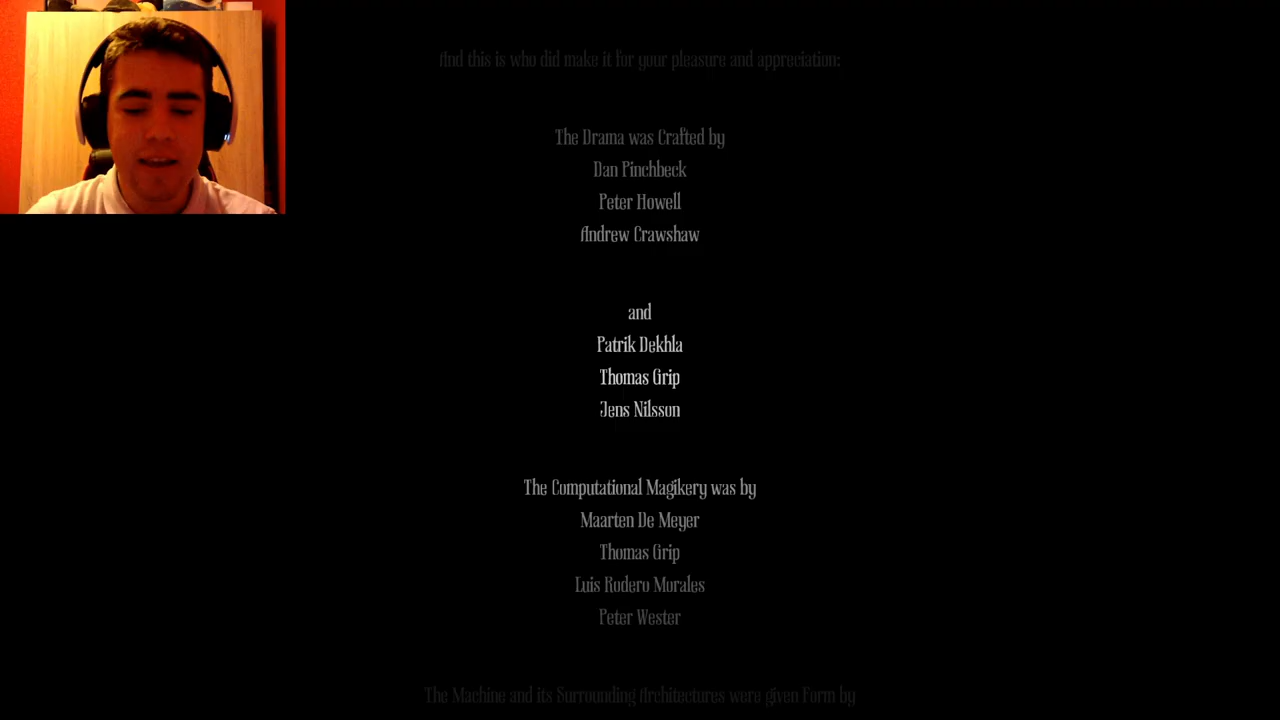 And this is who did make it for your pleasure and appreciation:
The Drama was Crafted by
Dan Pinchbeck
Peter Howell
Andrew Crawshaw
and
Patrik Dekhla
Thomas Grip
Jens Nilsson
The Computational Magikery was by
Maarten De Meyer
Thomas Grip
Luis Rodero Morales
Peter Wester
The Machine and its Surrounding Architectures were given Form by